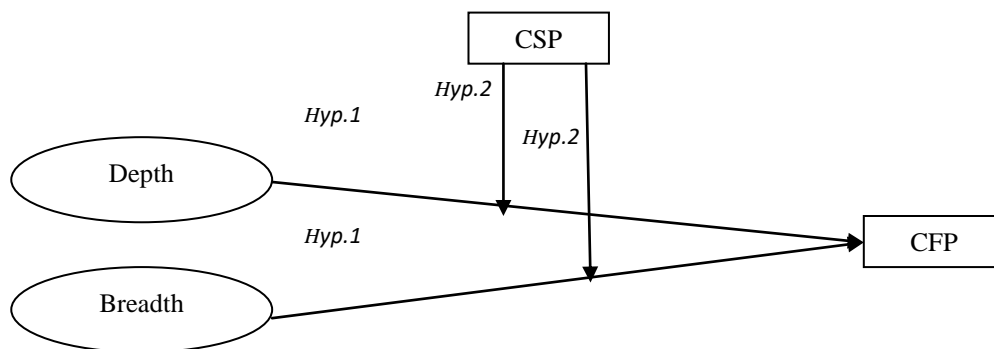 CSP
Hyp.2
Hyp.1
Hyp.2
Depth
Hyp.1
CFP
Breadth